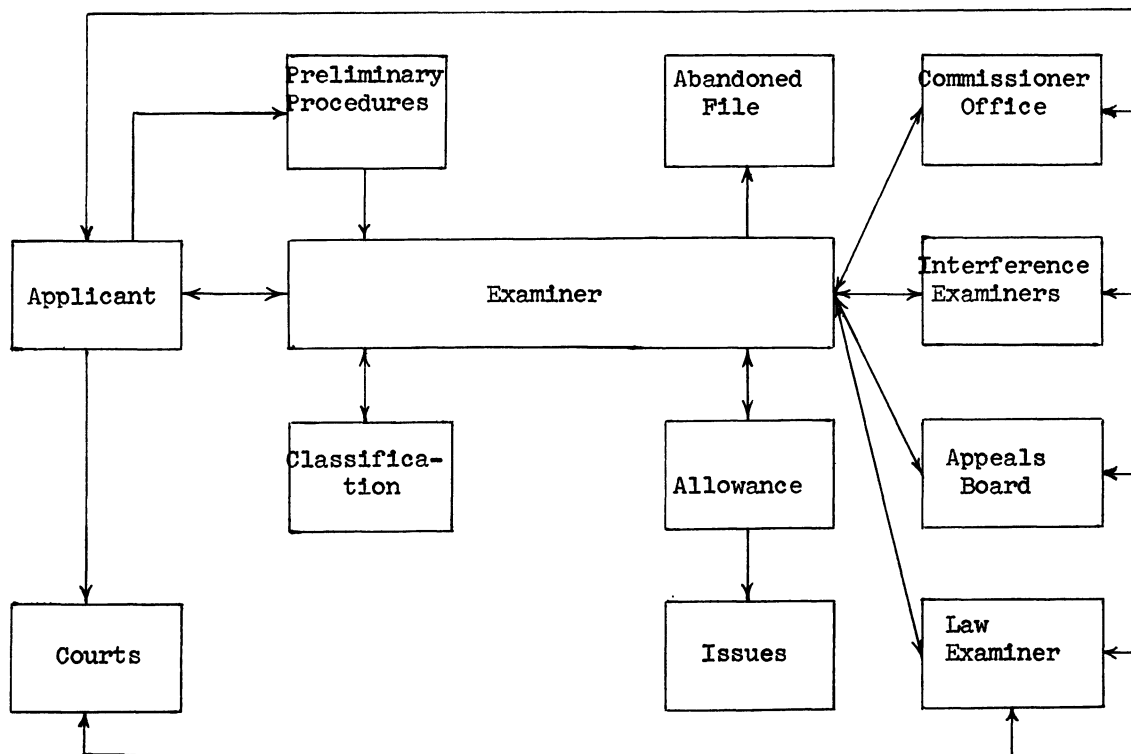 Preliminary
Procedures
Abandoned
File
Commissioner
Office
Applicant
Examiner
Interference
Examiners
Classifica-
tion
Allowance
Appeals
Board
Courts
Issues
Law
Examiner